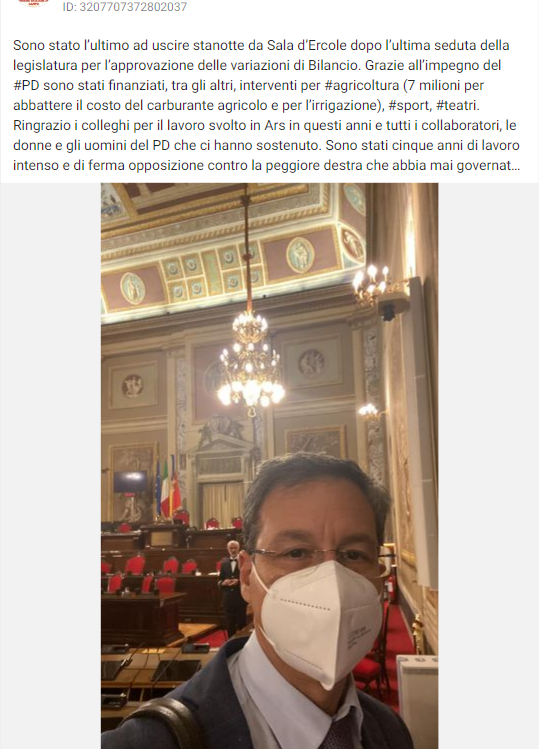 ID: 3207707372802037
Sono stato l'ultimo ad uscire stanotte da Sala d'Ercole dopo l'ultima seduta della
legislatura per l'approvazione delle variazioni di Bilancio. Grazie all'impegno del
#PD sono stati finanziati, tra gli altri, interventi per #agricoltura (7 milioni per
abbattere il costo del carburante agricolo e per l'irrigazione), #sport, #teatri.
Ringrazio i colleghi per il lavoro svolto in Ars in questi anni e tutti i collaboratori, le
donne e gli uomini del PD che ci hanno sostenuto. Sono stati cinque anni di lavoro
intenso e di ferma opposizione contro la peggiore destra che abbia mai governat…